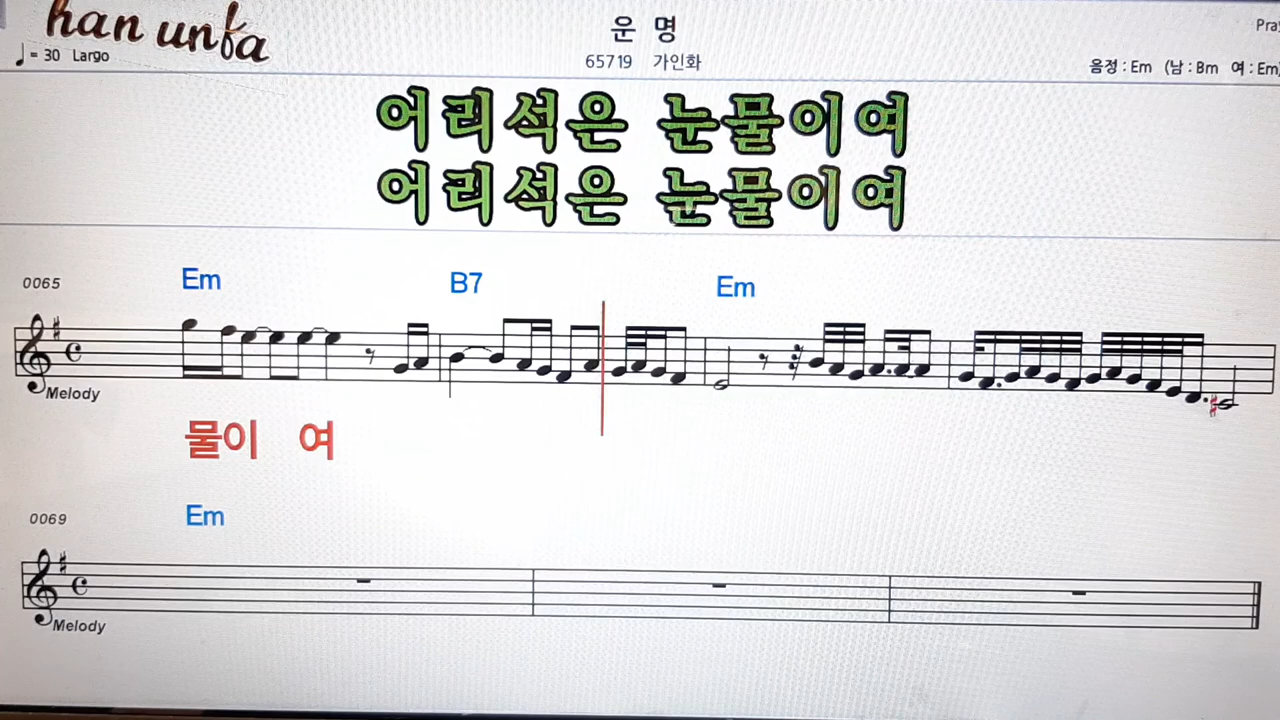 han unfa
운 명
♩= 30 Largo
65719 가인화
음정 : Em (남 : Bm 여 : Em)
어리석은 눈물이여
어리석은 눈물이여
0065
Em B7 Em
Melody
물이 여
0069
Em
Melody